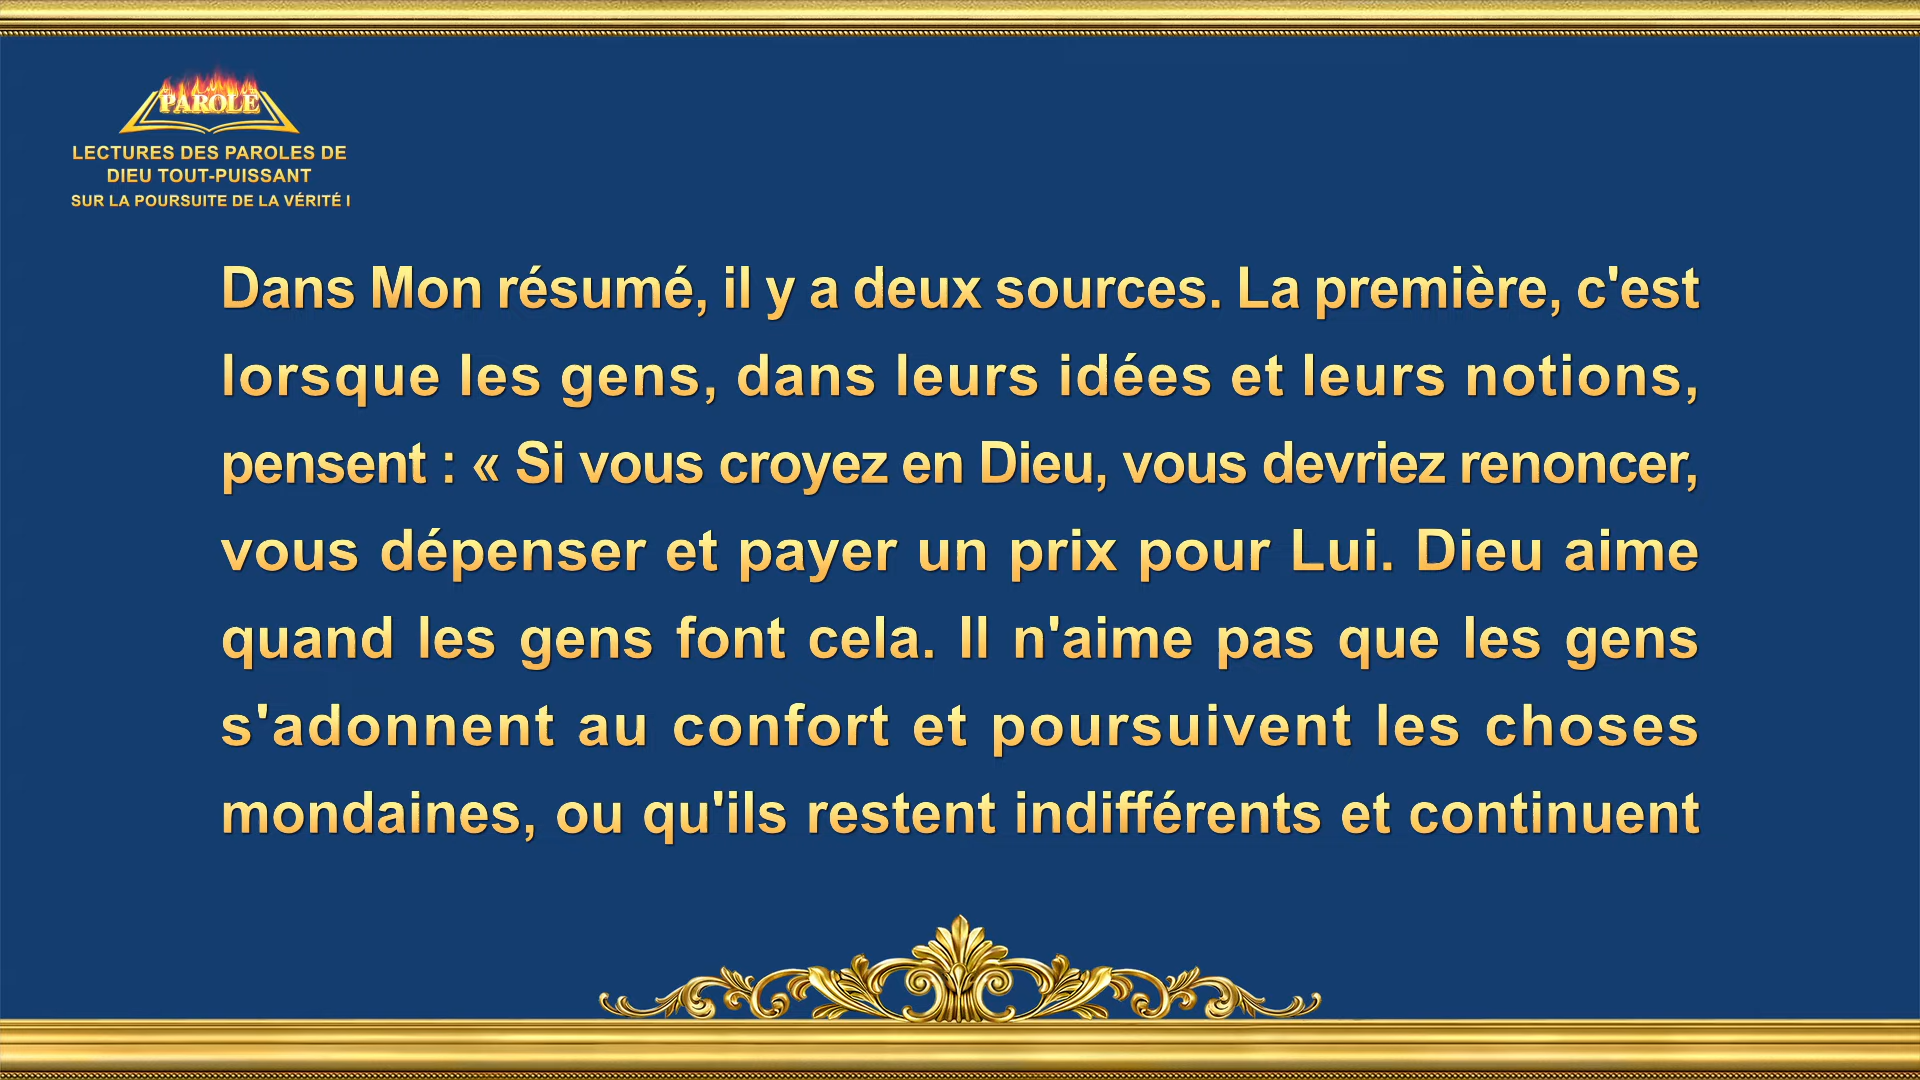 PAROLE
LECTURES DES PAROLES DE
DIEU TOUT-PUISSANT
SUR LA POURSUITE DE LA VÉRITÉ I
Dans Mon résumé, il y a deux sources. La première, c'est
lorsque les gens, dans leurs idées et leurs notions,
pensent : « Si vous croyez en Dieu, vous devriez renoncer,
vous dépenser et payer un prix pour Lui. Dieu aime
quand les gens font cela. Il n'aime pas que les gens
s'adonnent au confort et poursuivent les choses
mondaines, ou qu'ils restent indifférents et continuent